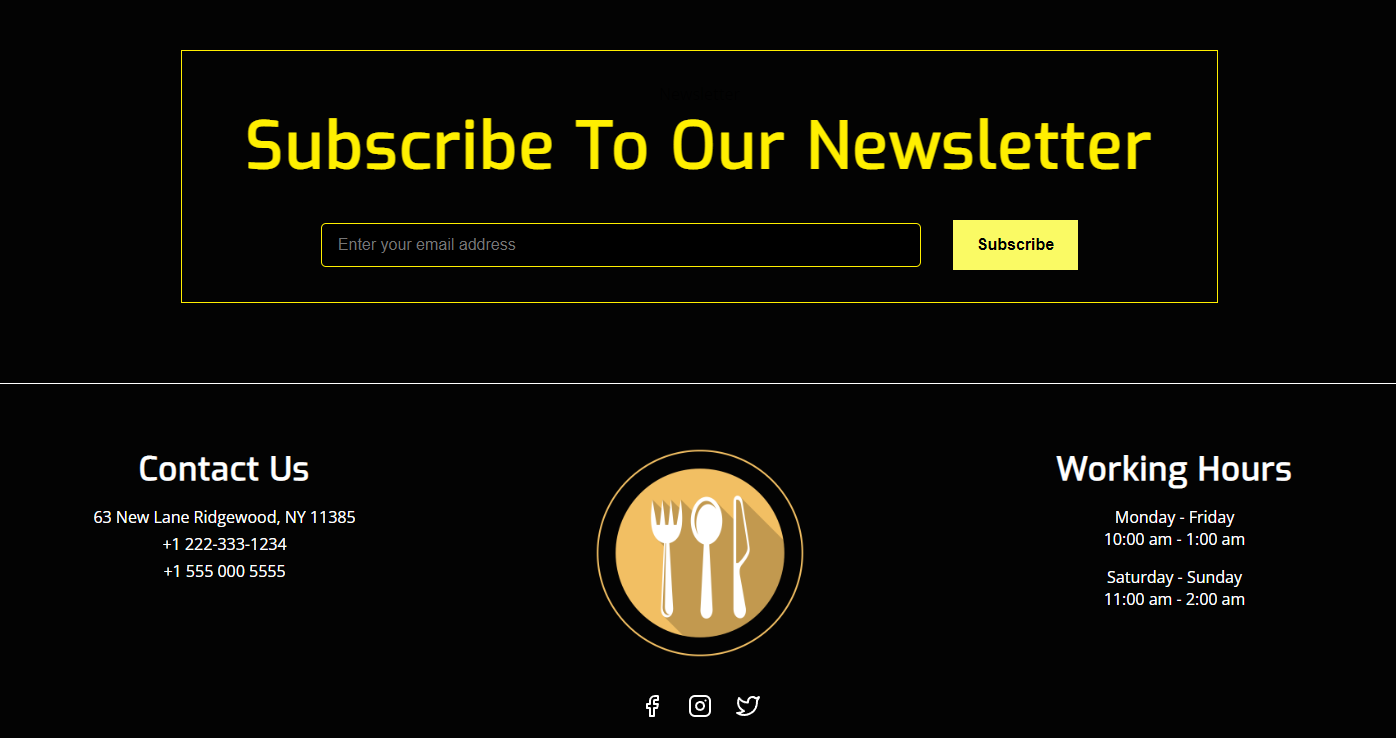 Subscribe To Our Newsletter
Enter your email address
Subscribe
Contact Us
63 New Lane Ridgewood, NY 11385
+1 222-333-1234
+1 555 000 5555
Working Hours
Monday - Friday
10:00 am - 1:00 am
Saturday - Sunday
11:00 am - 2:00 am